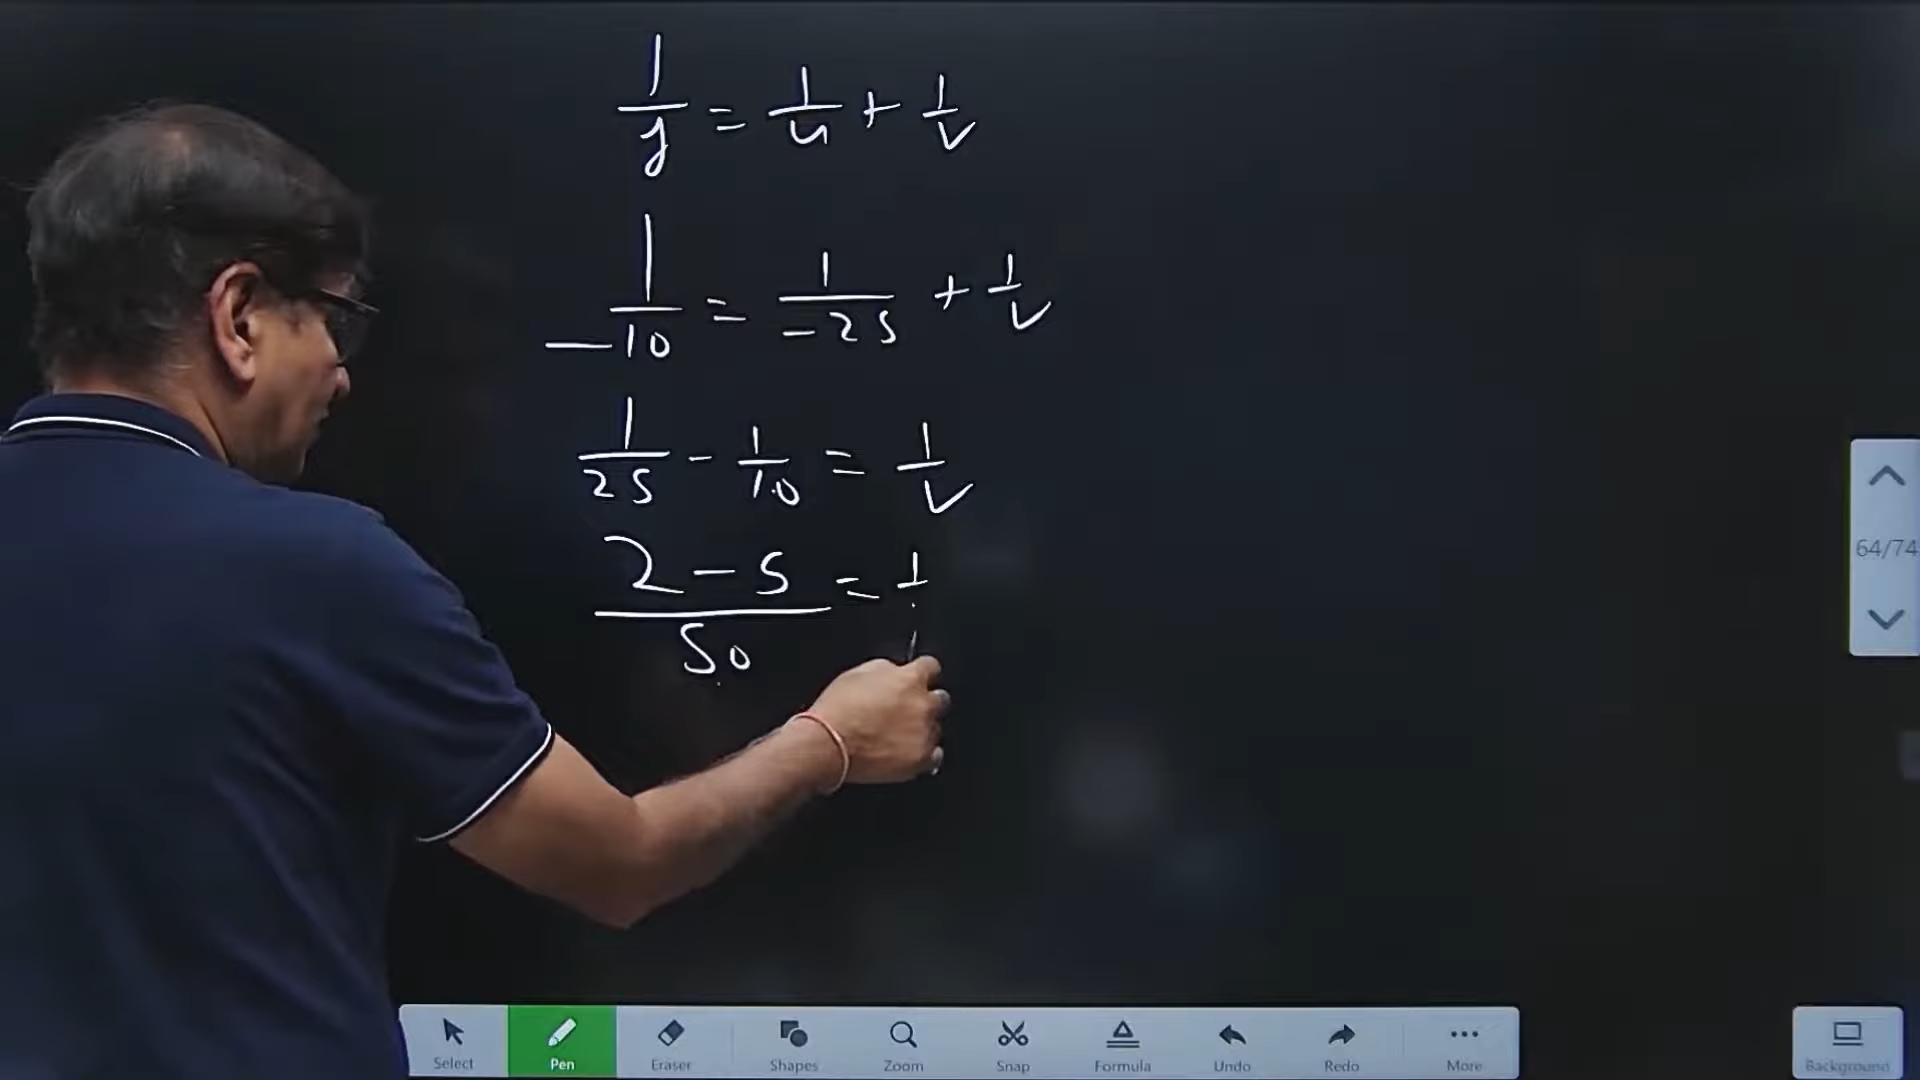 1/f = 1/u + 1/v
1/-10 = 1/-25 + 1/v
1/25 - 1/10 = 1/v
2 - 5/50 = 1/
64/74
Select Pen Eraser Shapes Zoom Snap Formula Undo Redo More Background